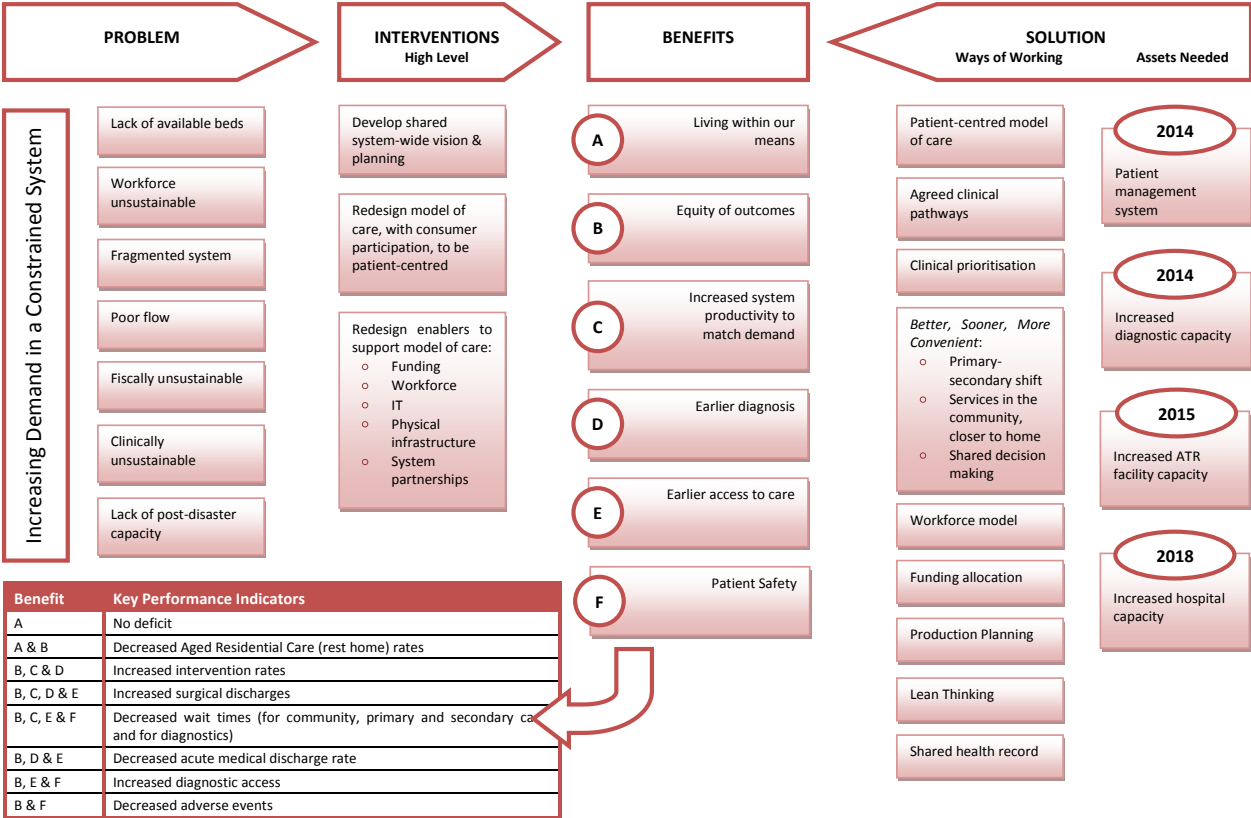 PROBLEM
INTERVENTIONS
High Level
BENEFITS
SOLUTION
Ways of Working
Assets Needed
Increasing Demand in a Constrained System
Lack of available beds
Workforce
unsustainable
Fragmented system
Poor flow
Fiscally unsustainable
Clinically
unsustainable
Lack of post-disaster
capacity
Develop shared
system-wide vision &
planning
Redesign model of
care, with consumer
participation, to be
patient-centred
Redesign enablers to
support model of care:
Funding
Workforce
IT
Physical
infrastructure
System
partnerships
A
Living within our
means
B
Equity of outcomes
C
Increased system
productivity to
match demand
D
Earlier diagnosis
E
Earlier access to care
F
Patient Safety
Patient-centred model
of care
Agreed clinical
pathways
Clinical prioritisation
Better, Sooner, More
Convenient:
Primary-
secondary shift
Services in the
community,
closer to home
Shared decision
making
Workforce model
Funding allocation
Production Planning
Lean Thinking
Shared health record
2014
Patient
management
system
2014
Increased
diagnostic capacity
2015
Increased ATR
facility capacity
2018
Increased hospital
capacity
Benefit Key Performance Indicators
A No deficit
A & B Decreased Aged Residential Care (rest home) rates
B, C & D Increased intervention rates
B, C, D & E Increased surgical discharges
B, C, E & F Decreased wait times (for community, primary and secondary ca
and for diagnostics)
B, D & E Decreased acute medical discharge rate
B, E & F Increased diagnostic access
B & F Decreased adverse events